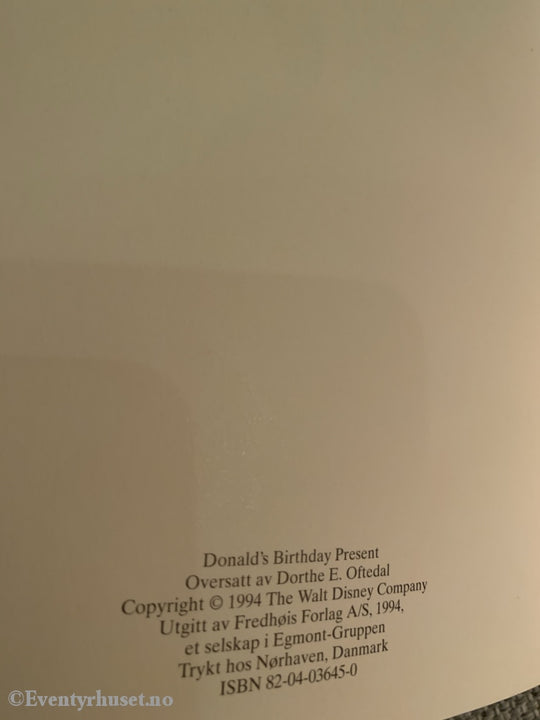 Donald's Birthday Present
Oversatt av Dorthe E. Oftedal
Copyright © 1994 The Walt Disney Company
Utgitt av Fredhøis Forlag A/S, 1994,
et selskap i Egmont-Gruppen
Trykt hos Nørhaven, Danmark
ISBN 82-04-03645-0
©Eventyrhuset.no